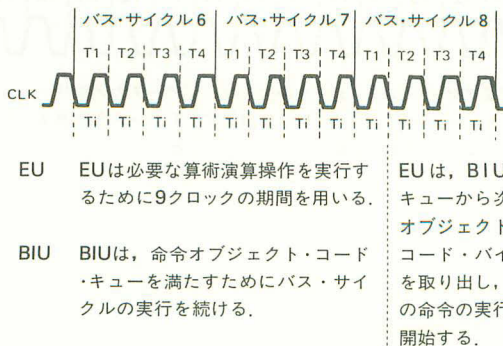 バス・サイクル6 バス・サイクル7 バス・サイクル8
T1 T2 T3 T4 T1 T2 T3 T4 T1 T2 T3 T4
CLK
Ti Ti Ti Ti Ti Ti Ti Ti Ti Ti Ti Ti
EU EUは必要な算術演算操作を実行す
るために9クロックの期間を用いる.
BIU BIUは，命令オブジェクト・コード
・キューを満たすためにバス・サイ
クルの実行を続ける.
EUは，BIU
キューから次
オブジェクト
コード・バイ
を取り出し，
の命令の実行
開始する.